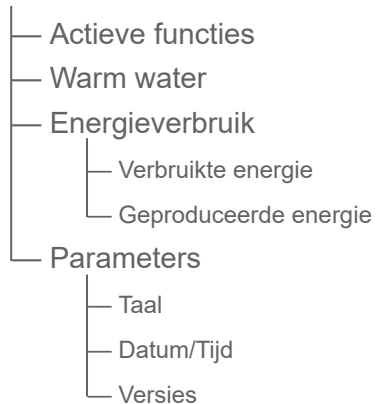 Actieve functies
Warm water
Energieverbruik
Verbruikte energie
Geproduceerde energie
Parameters
Taal
Datum/Tijd
Versies